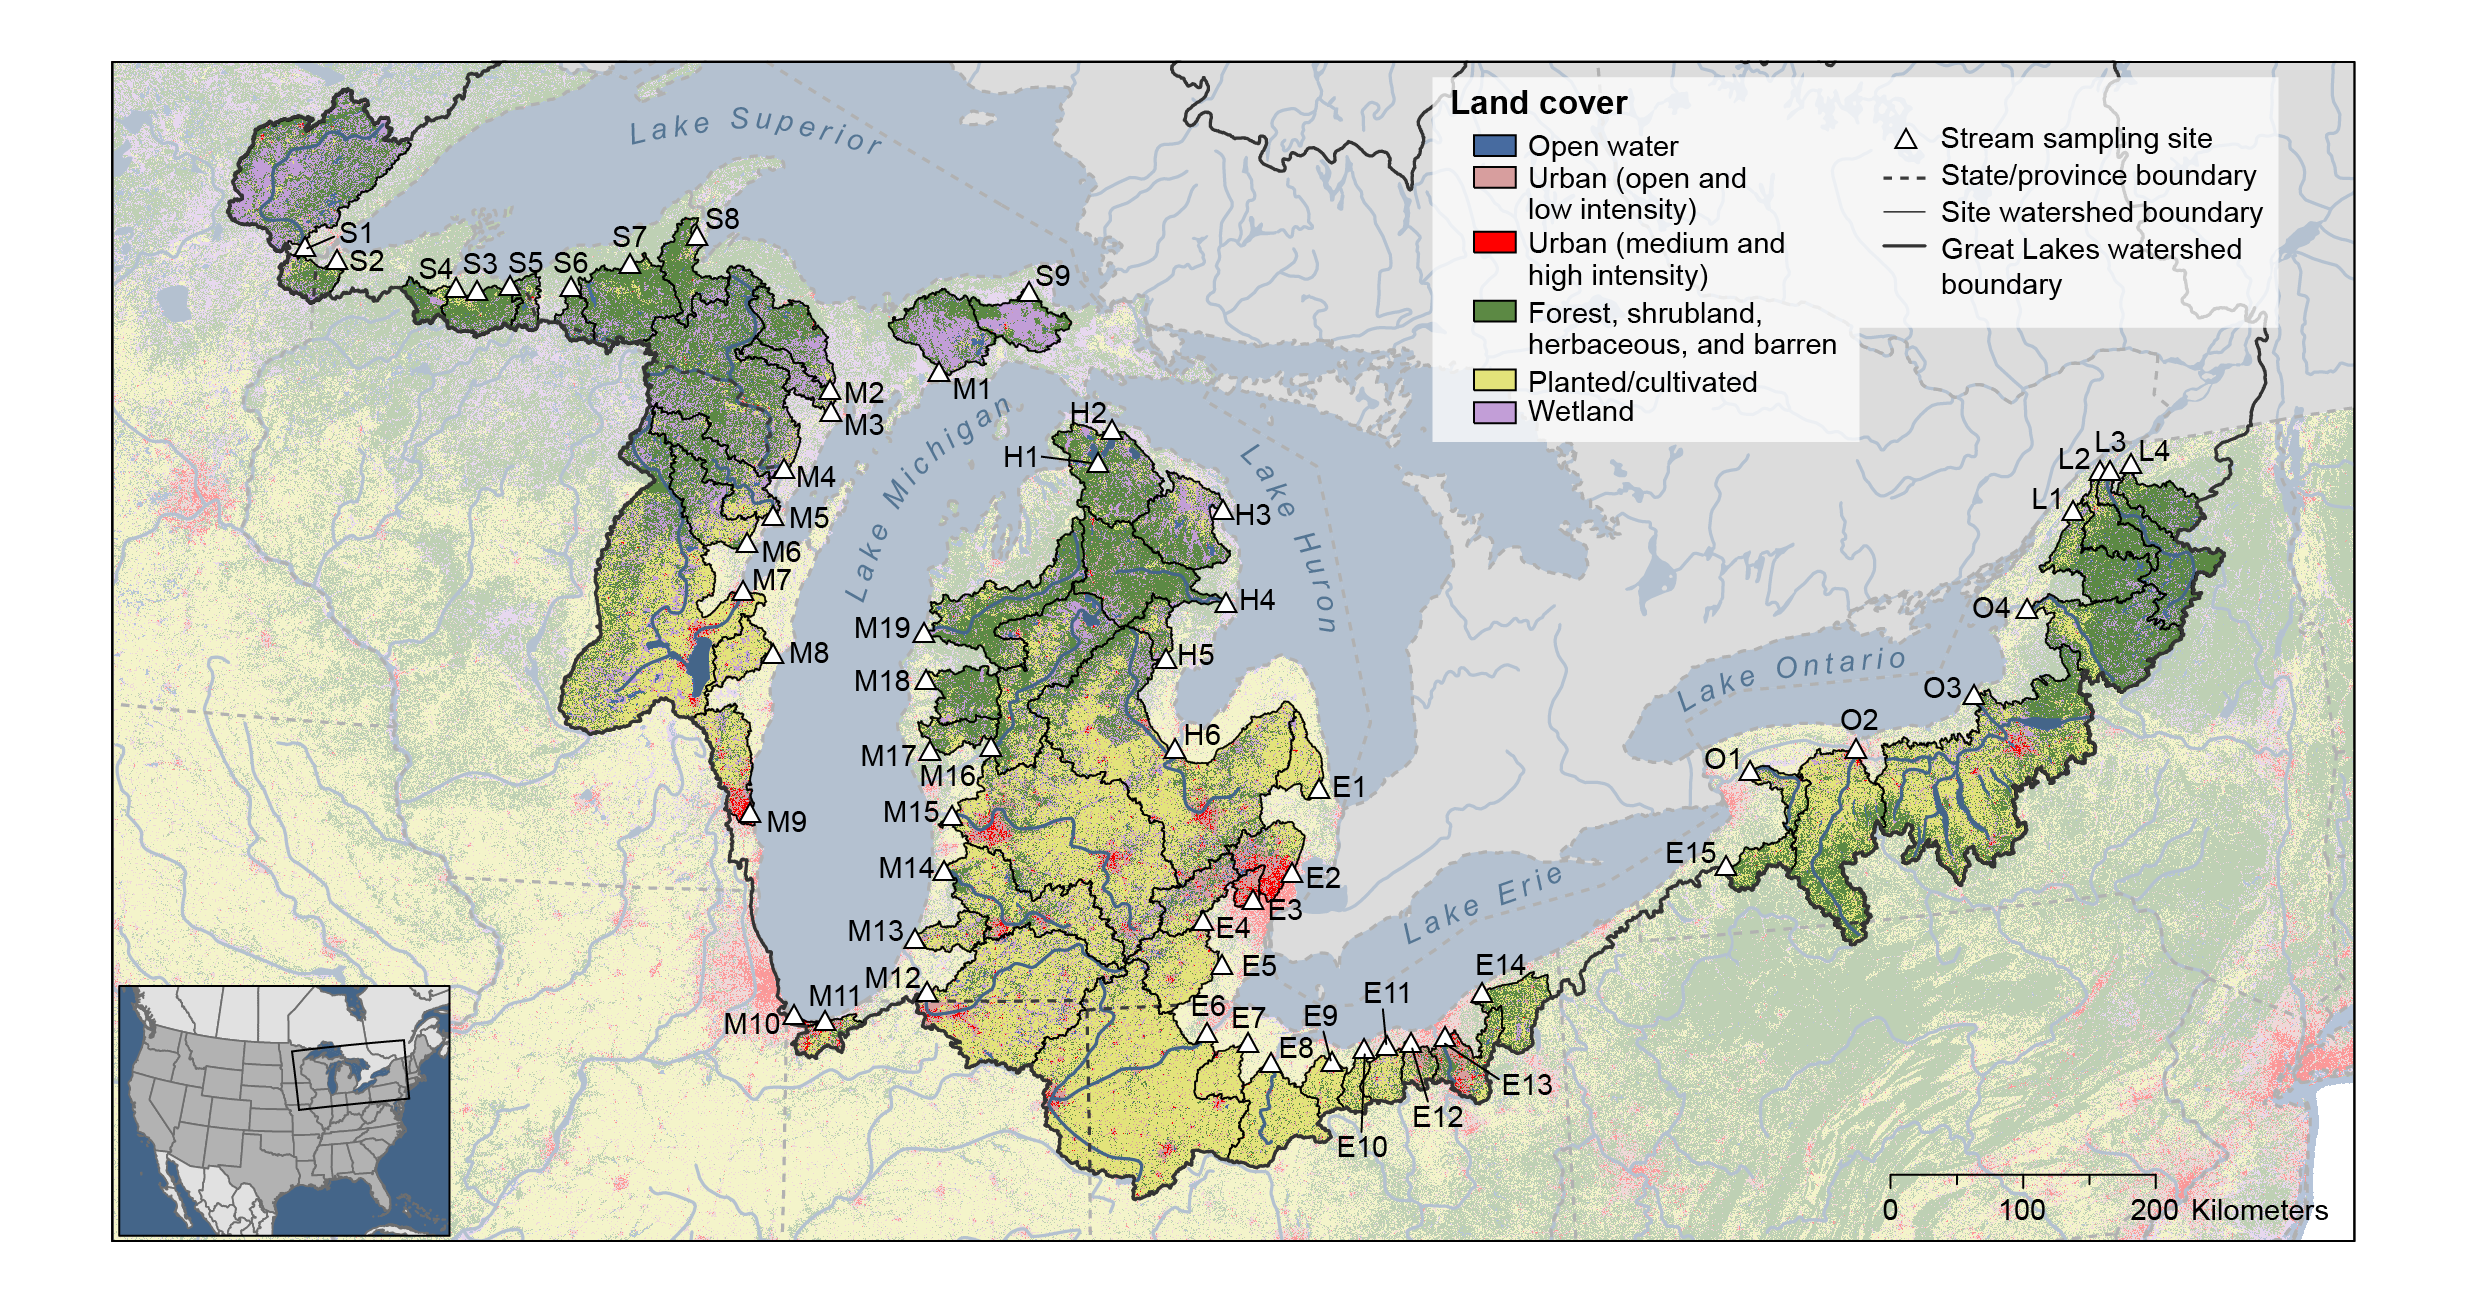 Land cover
Open water
Urban (open and
low intensity)
Urban (medium and
high intensity)
Forest, shrubland,
herbaceous, and barren
Planted/cultivated
Wetland
Stream sampling site
State/province boundary
Site watershed boundary
Great Lakes watershed
boundary
Lake Superior
Lake Michigan
Lake Huron
Lake Ontario
Lake Erie
S1
S2
S4
S3
S5
S6
S7
S8
S9
M1
M2
M3
M4
M5
M6
M7
M8
M9
M10
M11
M12
M13
M14
M15
M16
M17
M18
M19
H1
H2
H3
H4
H5
H6
E1
E2
E3
E4
E5
E6
E7
E8
E9
E10
E11
E12
E13
E14
E15
O1
O2
O3
O4
L1
L2
L3
L4
0 100 200 Kilometers